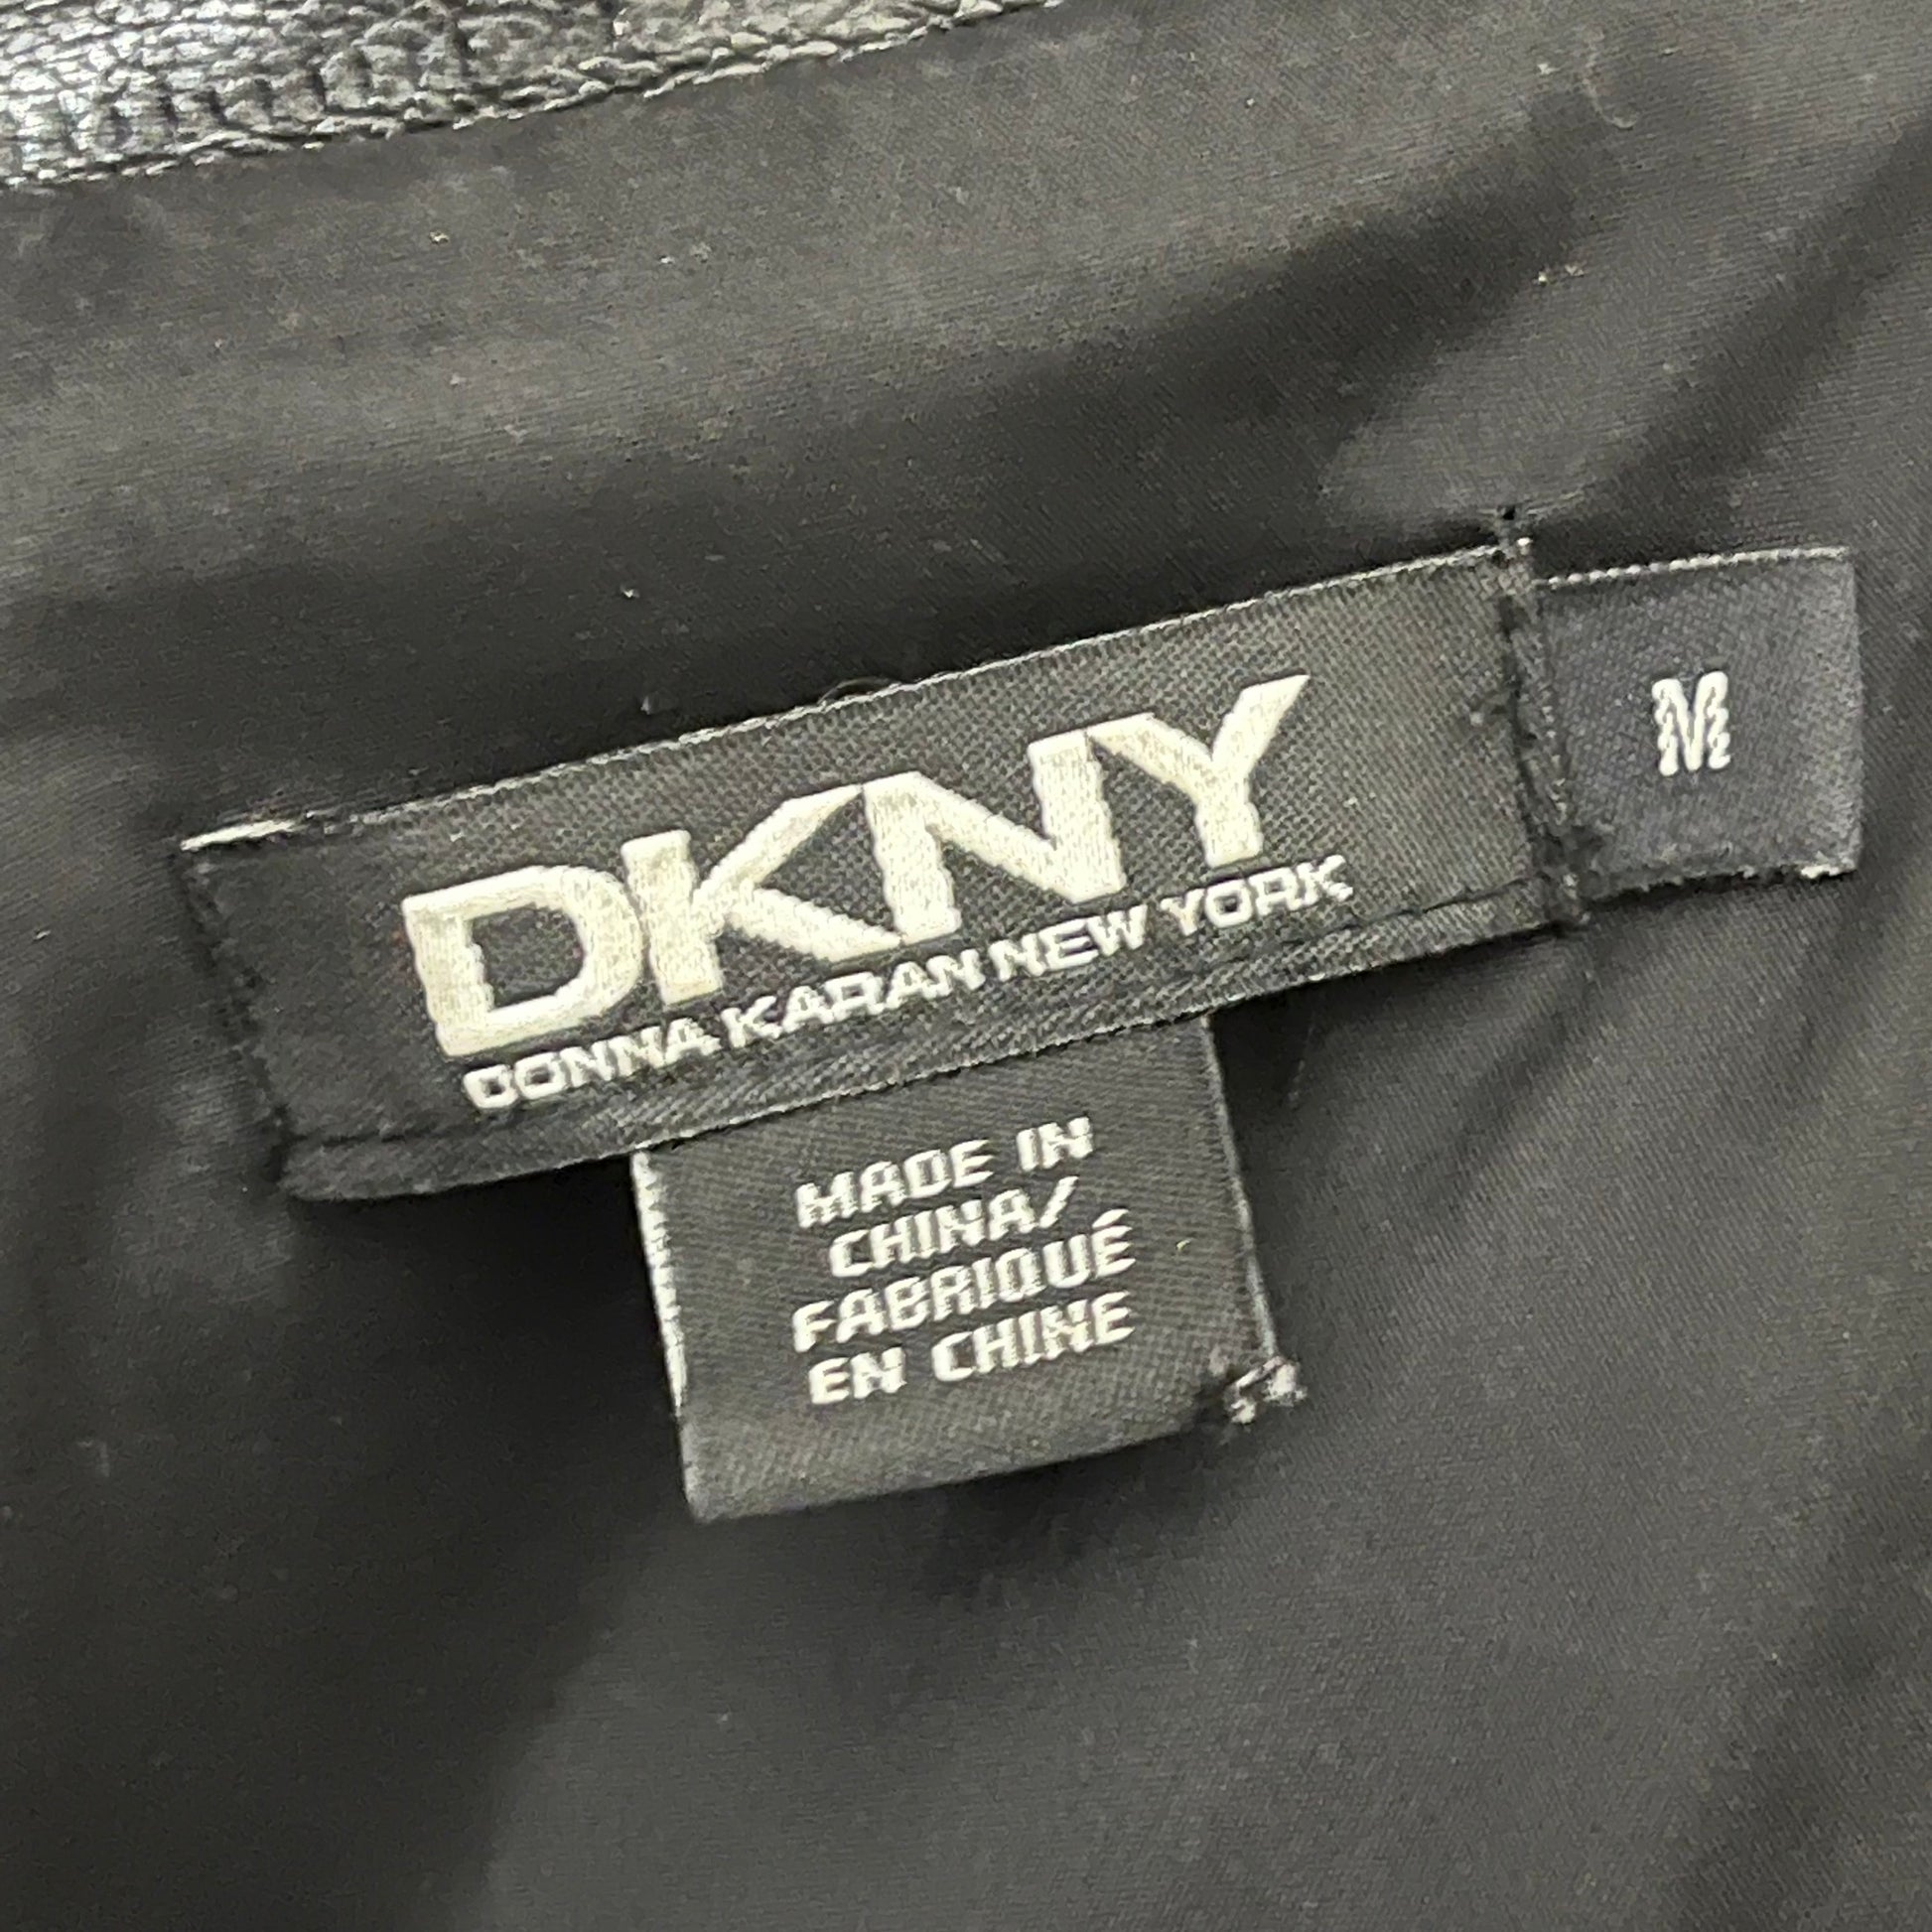 DKNY
DONNA KARAN NEW YORK
M
MADE IN
CHINA/
FABRIQUÉ
EN CHINE